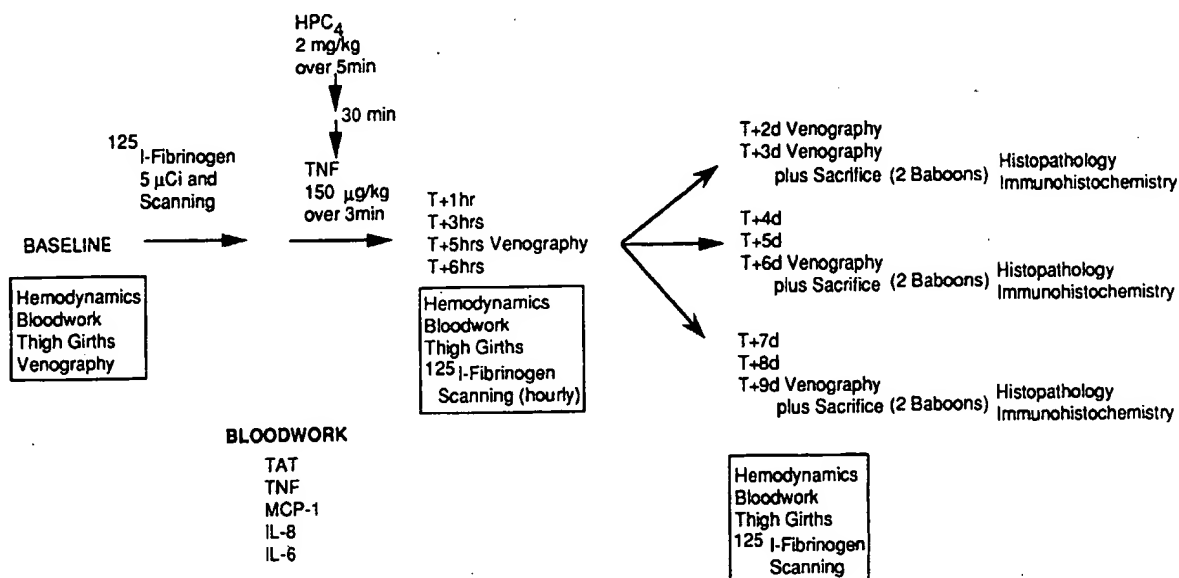 HPC4
2 mg/kg
over 5min
30 min
TNF
150 µg/kg
over 3min
125 I-Fibrinogen
5 µCi and
Scanning
BASELINE
Hemodynamics
Bloodwork
Thigh Girths
Venography
T+1hr
T+3hrs
T+5hrs Venography
T+6hrs
Hemodynamics
Bloodwork
Thigh Girths
125 I-Fibrinogen
Scanning (hourly)
T+2d Venography
T+3d Venography
plus Sacrifice (2 Baboons)
Histopathology
Immunohistochemistry
T+4d
T+5d
T+6d Venography
plus Sacrifice (2 Baboons)
Histopathology
Immunohistochemistry
T+7d
T+8d
T+9d Venography
plus Sacrifice (2 Baboons)
Histopathology
Immunohistochemistry
BLOODWORK
TAT
TNF
MCP-1
IL-8
IL-6
Hemodynamics
Bloodwork
Thigh Girths
125 I-Fibrinogen
Scanning